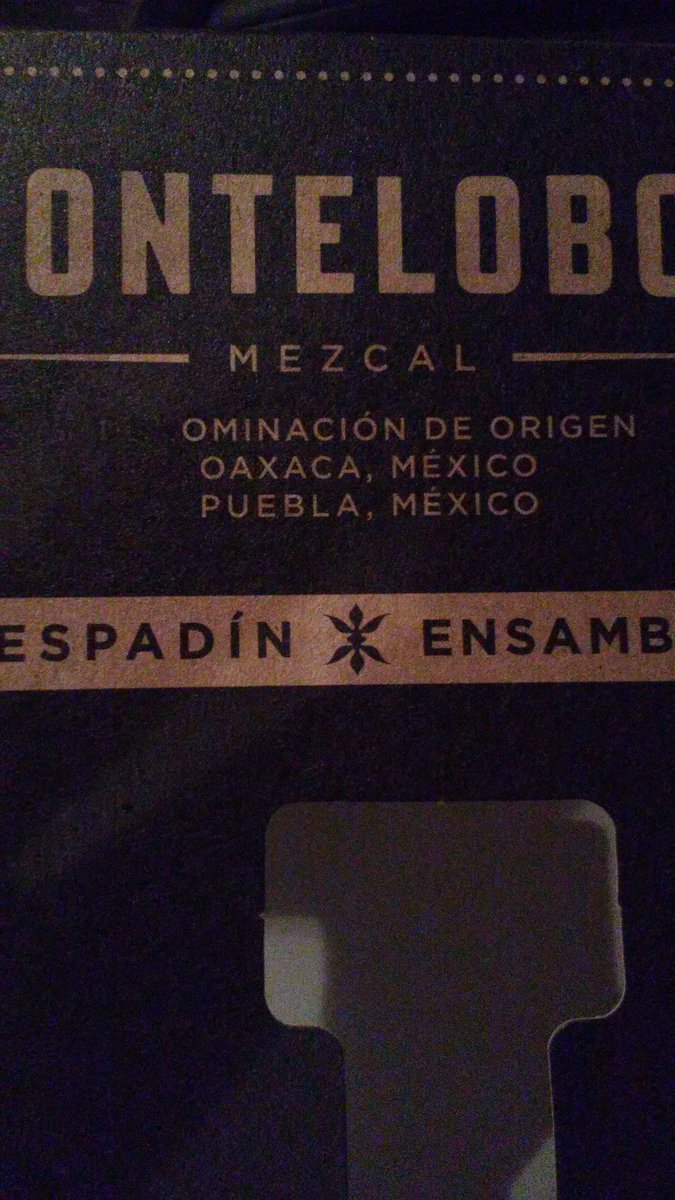 ONTELOBO
MEZCAL
OMINACIÓN DE ORIGEN
OAXACA, MÉXICO
PUEBLA, MÉXICO
ESPADÍN ENSAMB